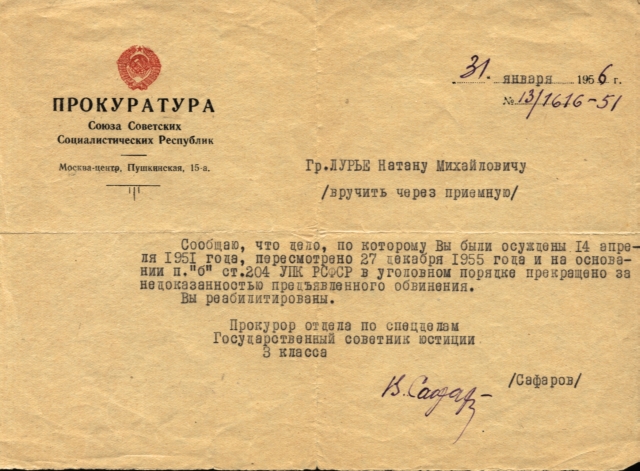 31. января 1956 г.
№ 13/1616-51
ПРОКУРАТУРА
Союза Советских
Социалистических Республик
Москва-центр, Пушкинская, 15-а.
Гр.ЛУРЬЕ Натану Михайловичу
/вручить через приемную/
Сообщаю, что дело, по которому Вы были осуждены 14 апре-
ля 1951 года, пересмотрено 27 декабря 1955 года и на основа-
нии п."б" ст.204 УПК РСФСР в уголовном порядке прекращено за
недоказанностью предъявленного обвинения.
Вы реабилитированы.
Прокурор отдела по спецделам
Государственный советник юстиции
3 класса
В. Сафар
/Сафаров/